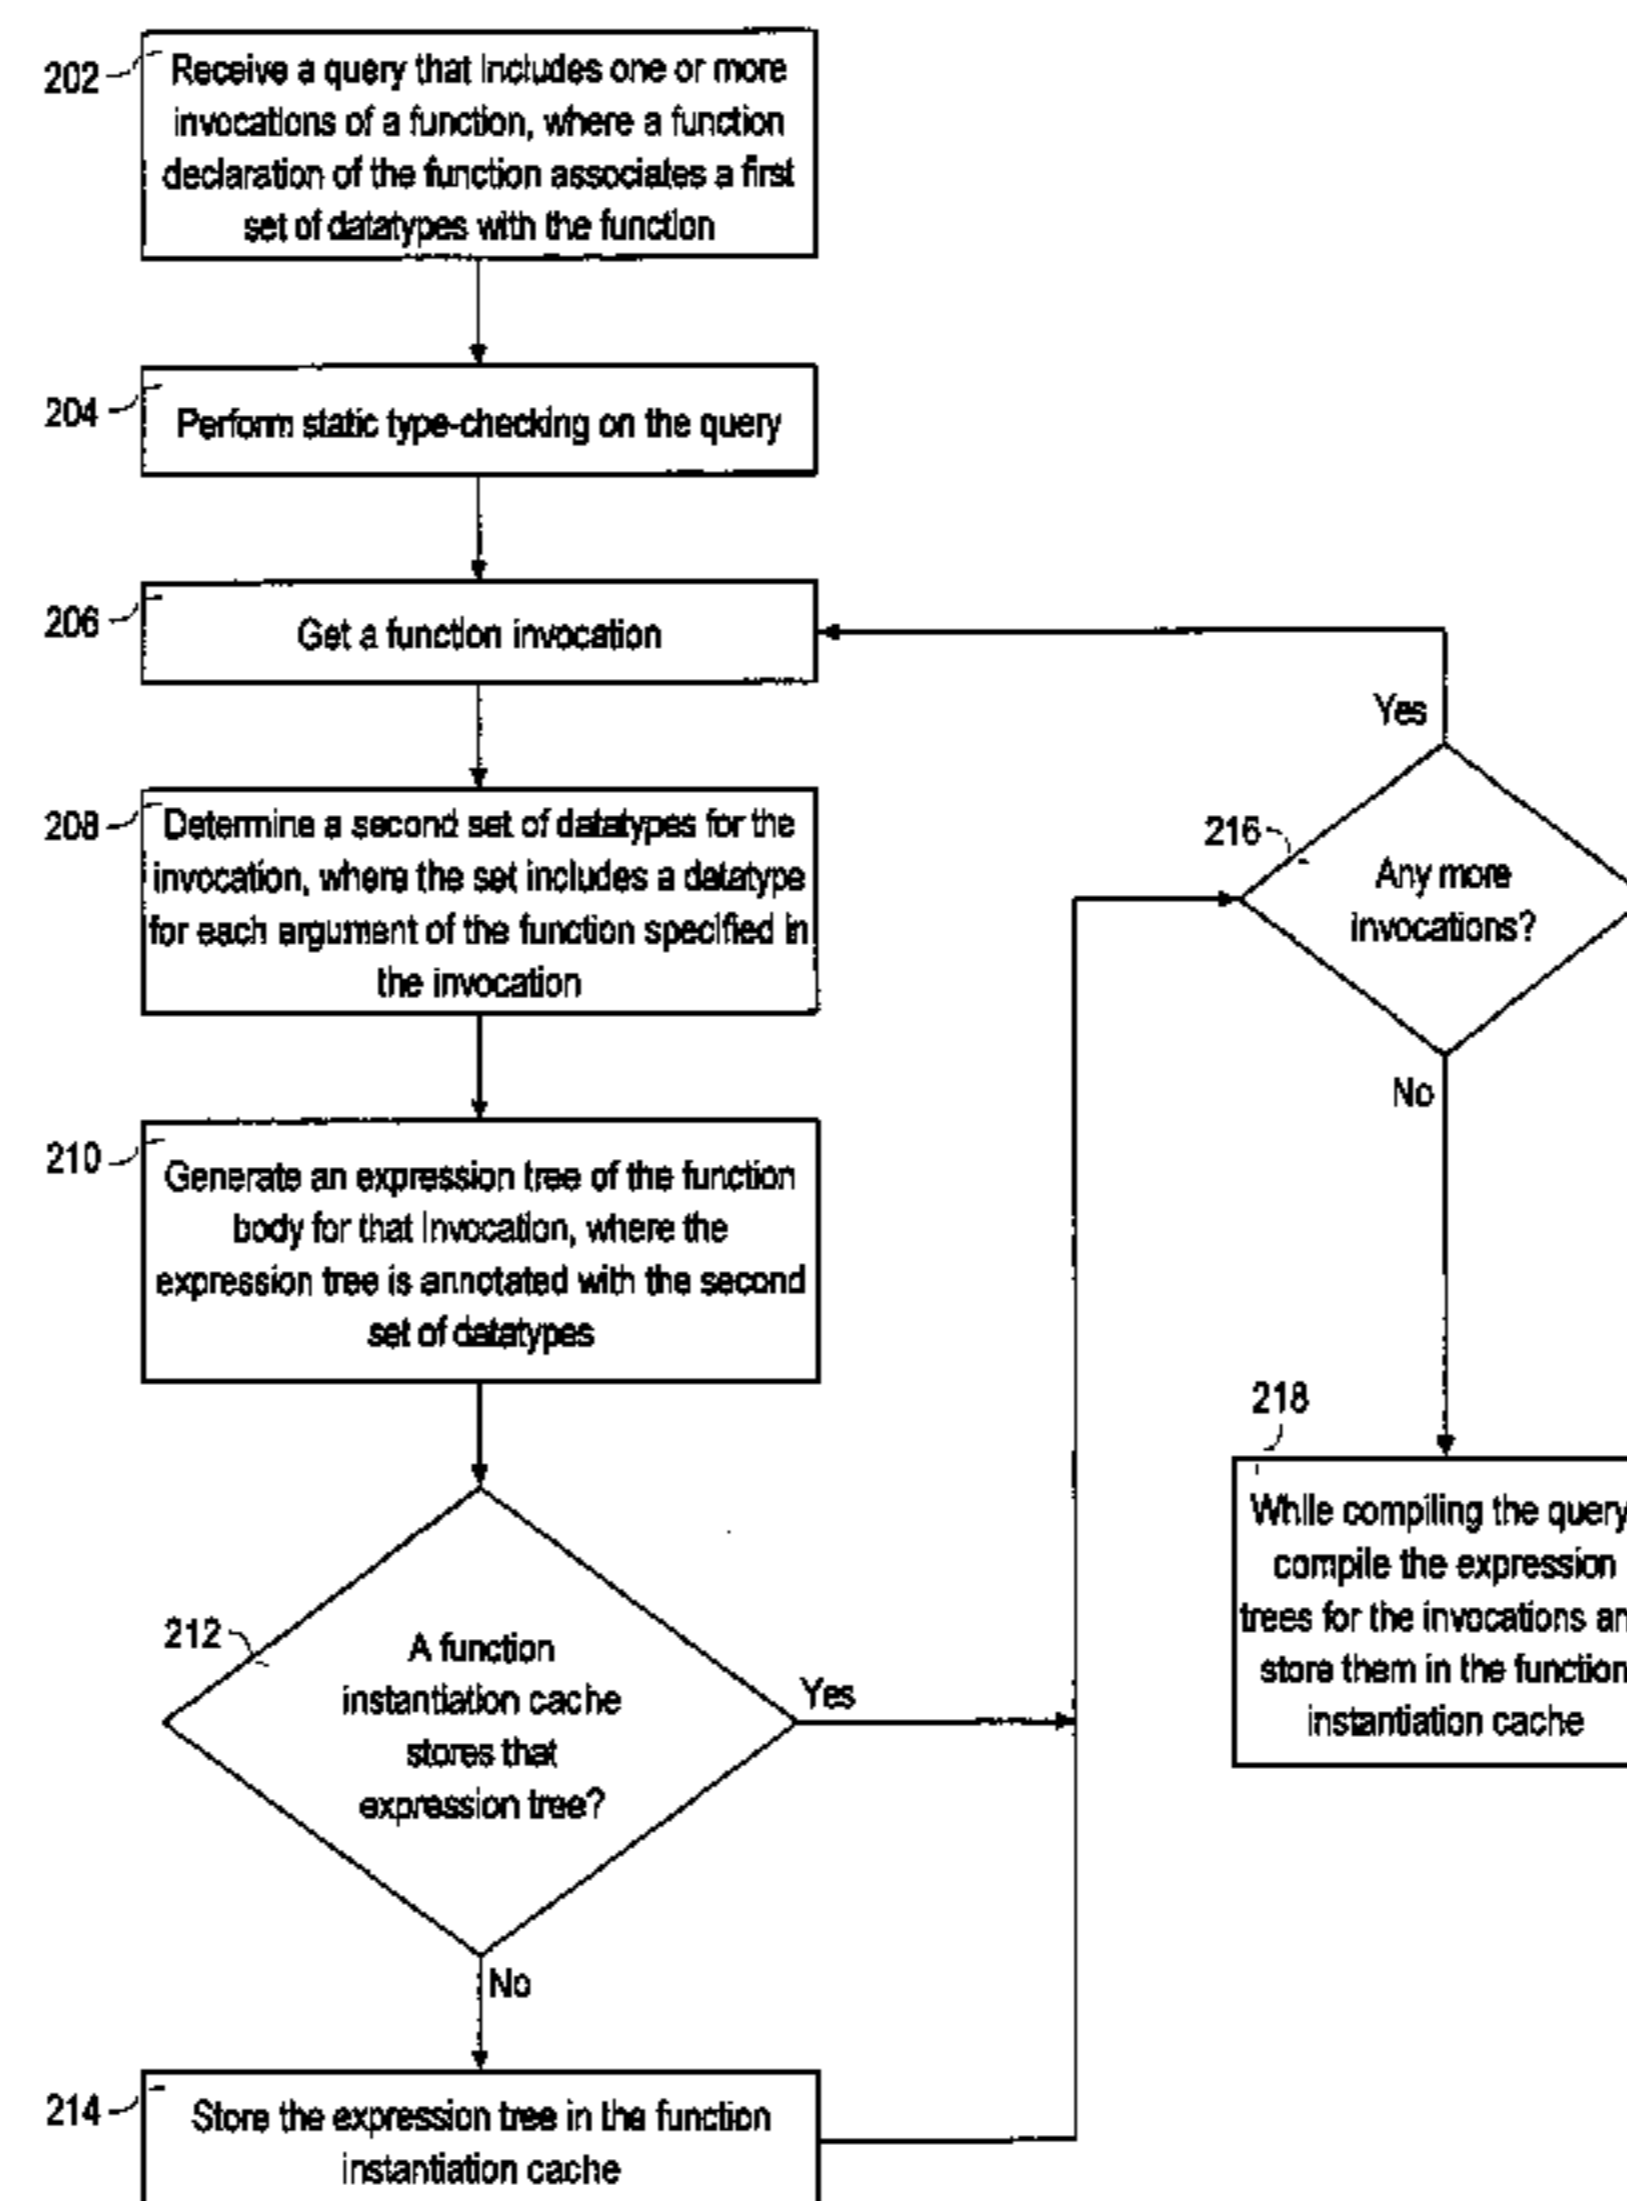 202
Receive a query that includes one or more
invocations of a function, where a function
declaration of the function associates a first
set of datatypes with the function
204
Perform static type-checking on the query
206
Get a function invocation
208
Determine a second set of datatypes for the
invocation, where the set includes a datatype
for each argument of the function specified in
the invocation
210
Generate an expression tree of the function
body for that invocation, where the
expression tree is annotated with the second
set of datatypes
212
A function
instantiation cache
stores that
expression tree?
Yes
No
214
Store the expression tree in the function
instantiation cache
Yes
216
Any more
invocations?
No
218
While compiling the query
compile the expression
trees for the invocations an
store them in the function
instantiation cache